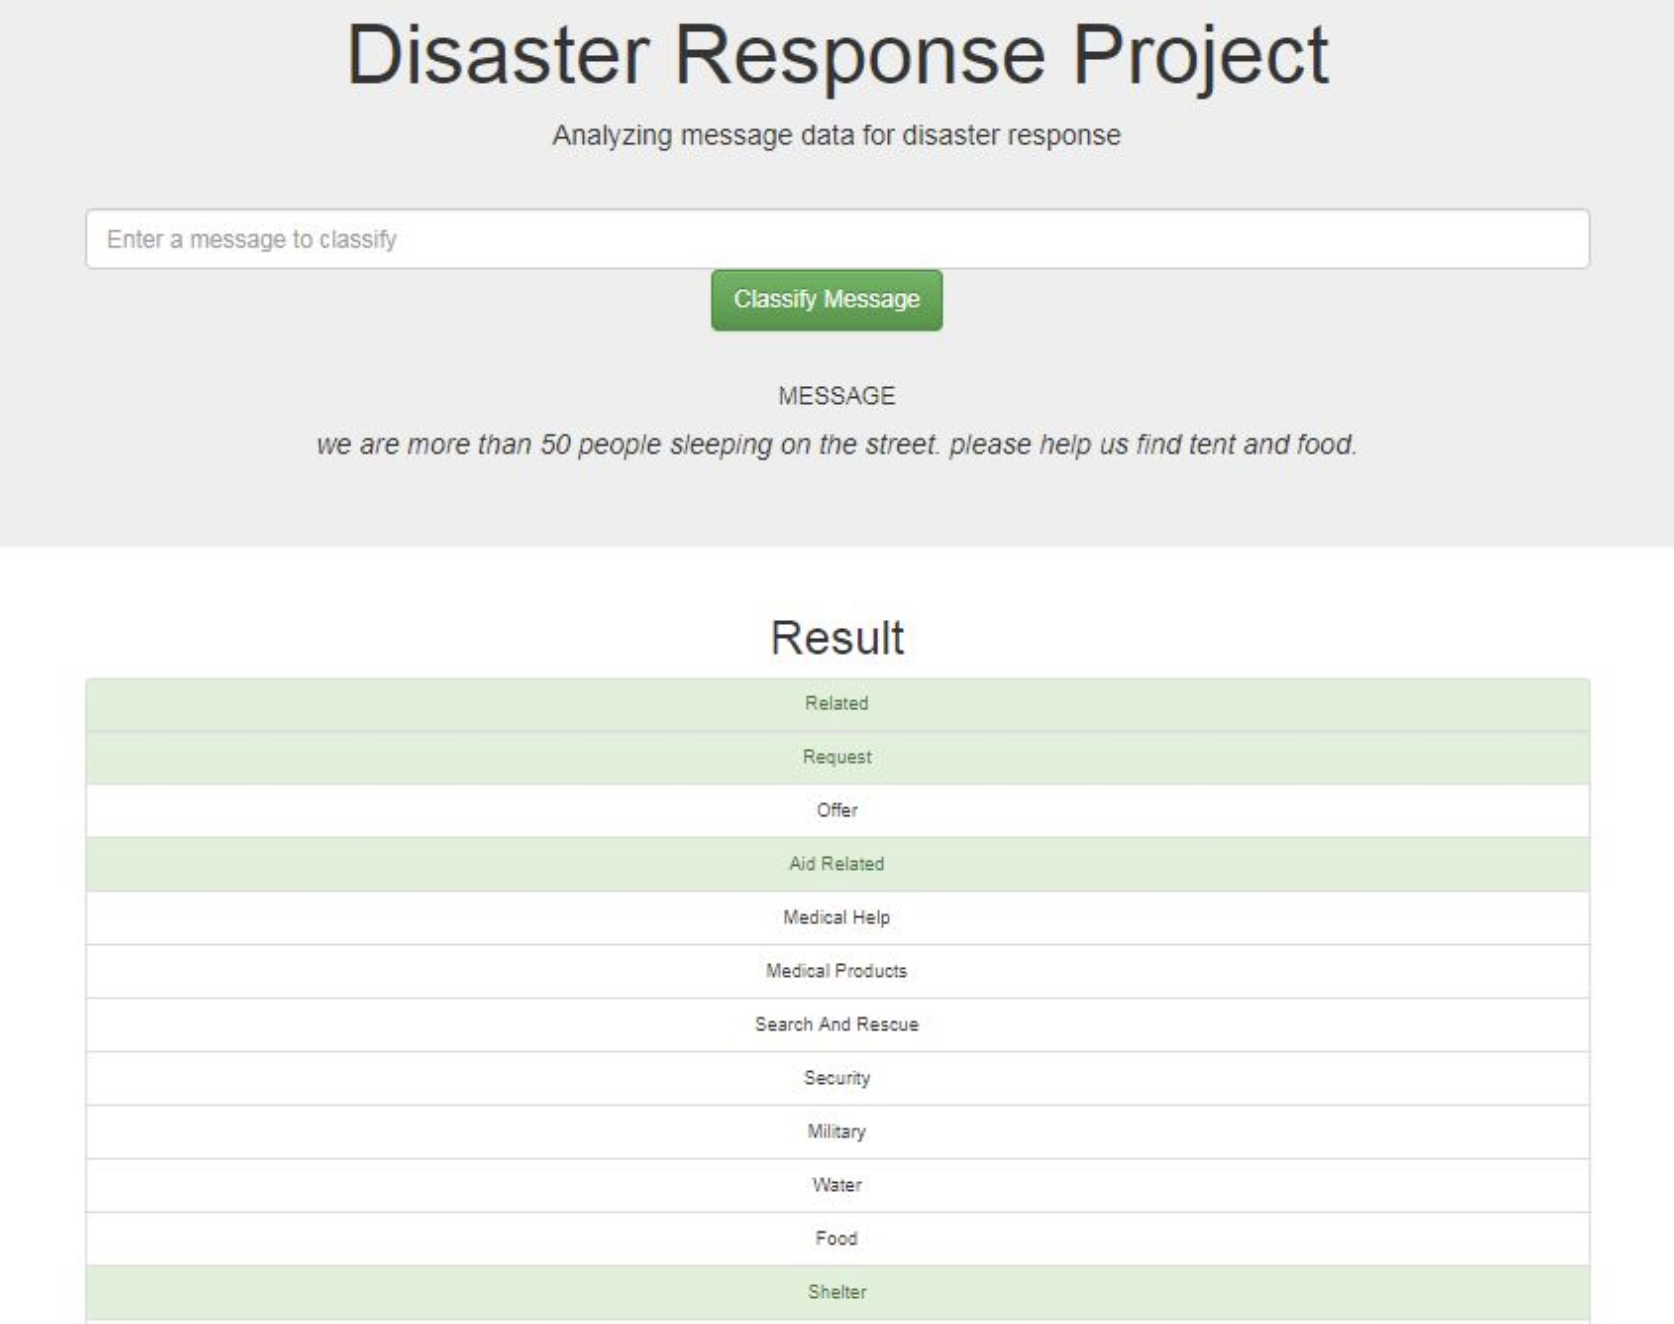 Disaster Response Project
Analyzing message data for disaster response
Enter a message to classify
Classify Message
MESSAGE
we are more than 50 people sleeping on the street. please help us find tent and food.
Result
Related
Request
Offer
Aid Related
Medical Help
Medical Products
Search And Rescue
Security
Military
Water
Food
Shelter